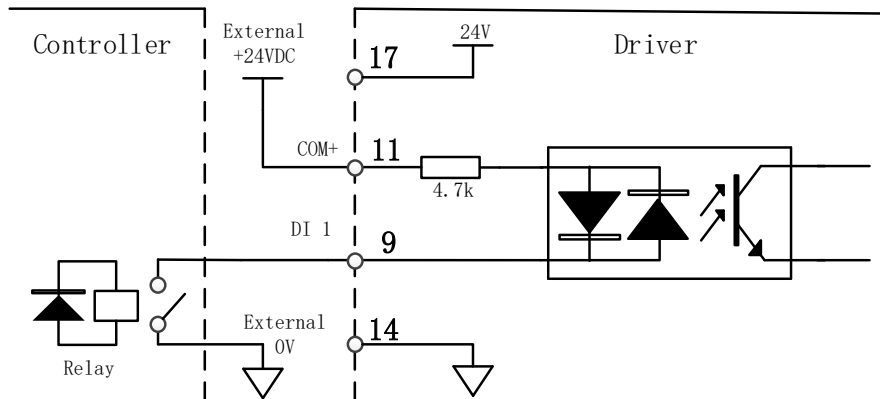 Controller
External
+24VDC
17
24V
Driver
COM+
11
4.7k
DI 1
9
External
0V
14
Relay